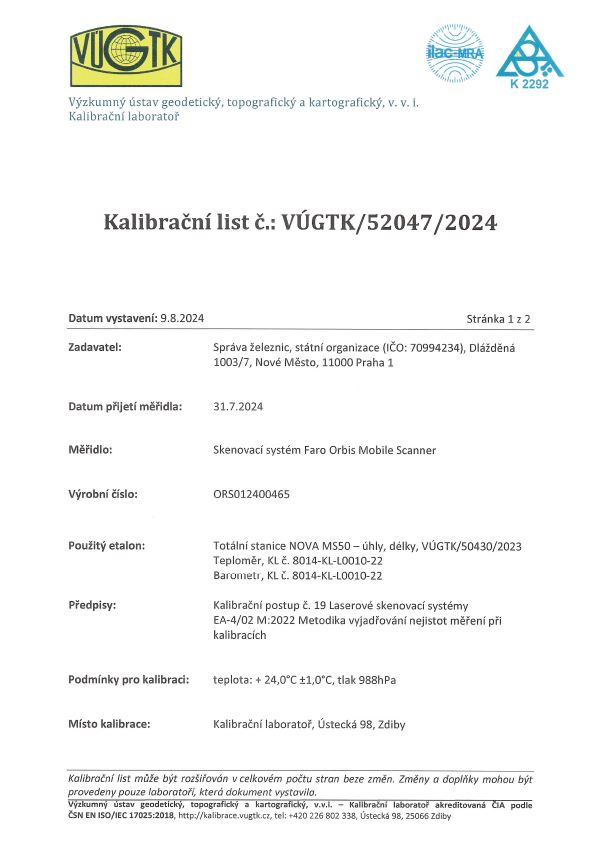 VÚGTK
ilac-MRA
K 2292
Výzkumný ústav geodetický, topografický a kartografický, v. v. i.
Kalibrační laboratoř
Kalibrační list č.: VÚGTK/52047/2024
Datum vystavení: 9.8.2024 Stránka 1 z 2
Zadavatel: Správa železnic, státní organizace (IČO: 70994234), Dlážděná
1003/7, Nové Město, 11000 Praha 1
Datum přijetí měřidla: 31.7.2024
Měřidlo: Skenovací systém Faro Orbis Mobile Scanner
Výrobní číslo: ORS012400465
Použitý etalon: Totální stanice NOVA MS50 – úhly, délky, VÚGTK/50430/2023
Teploměr, KL č. 8014-KL-L0010-22
Barometr, KL č. 8014-KL-L0010-22
Předpisy: Kalibrační postup č. 19 Laserové skenovací systémy
EA-4/02 M:2022 Metodika vyjadřování nejistot měření při
kalibracích
Podmínky pro kalibraci: teplota: + 24,0°C ±1,0°C, tlak 988hPa
Místo kalibrace: Kalibrační laboratoř, Ústecká 98, Zdiby
Kalibrační list může být rozšiřován v celkovém počtu stran beze změn. Změny a doplňky mohou být
provedeny pouze laboratoří, která dokument vystavila.
Výzkumný ústav geodetický, topografický a kartografický, v.v.i. – Kalibrační laboratoř akreditovaná ČIA podle
ČSN EN ISO/IEC 17025:2018, http://kalibrace.vugtk.cz, tel: +420 226 802 338, Ústecká 98, 25066 Zdiby